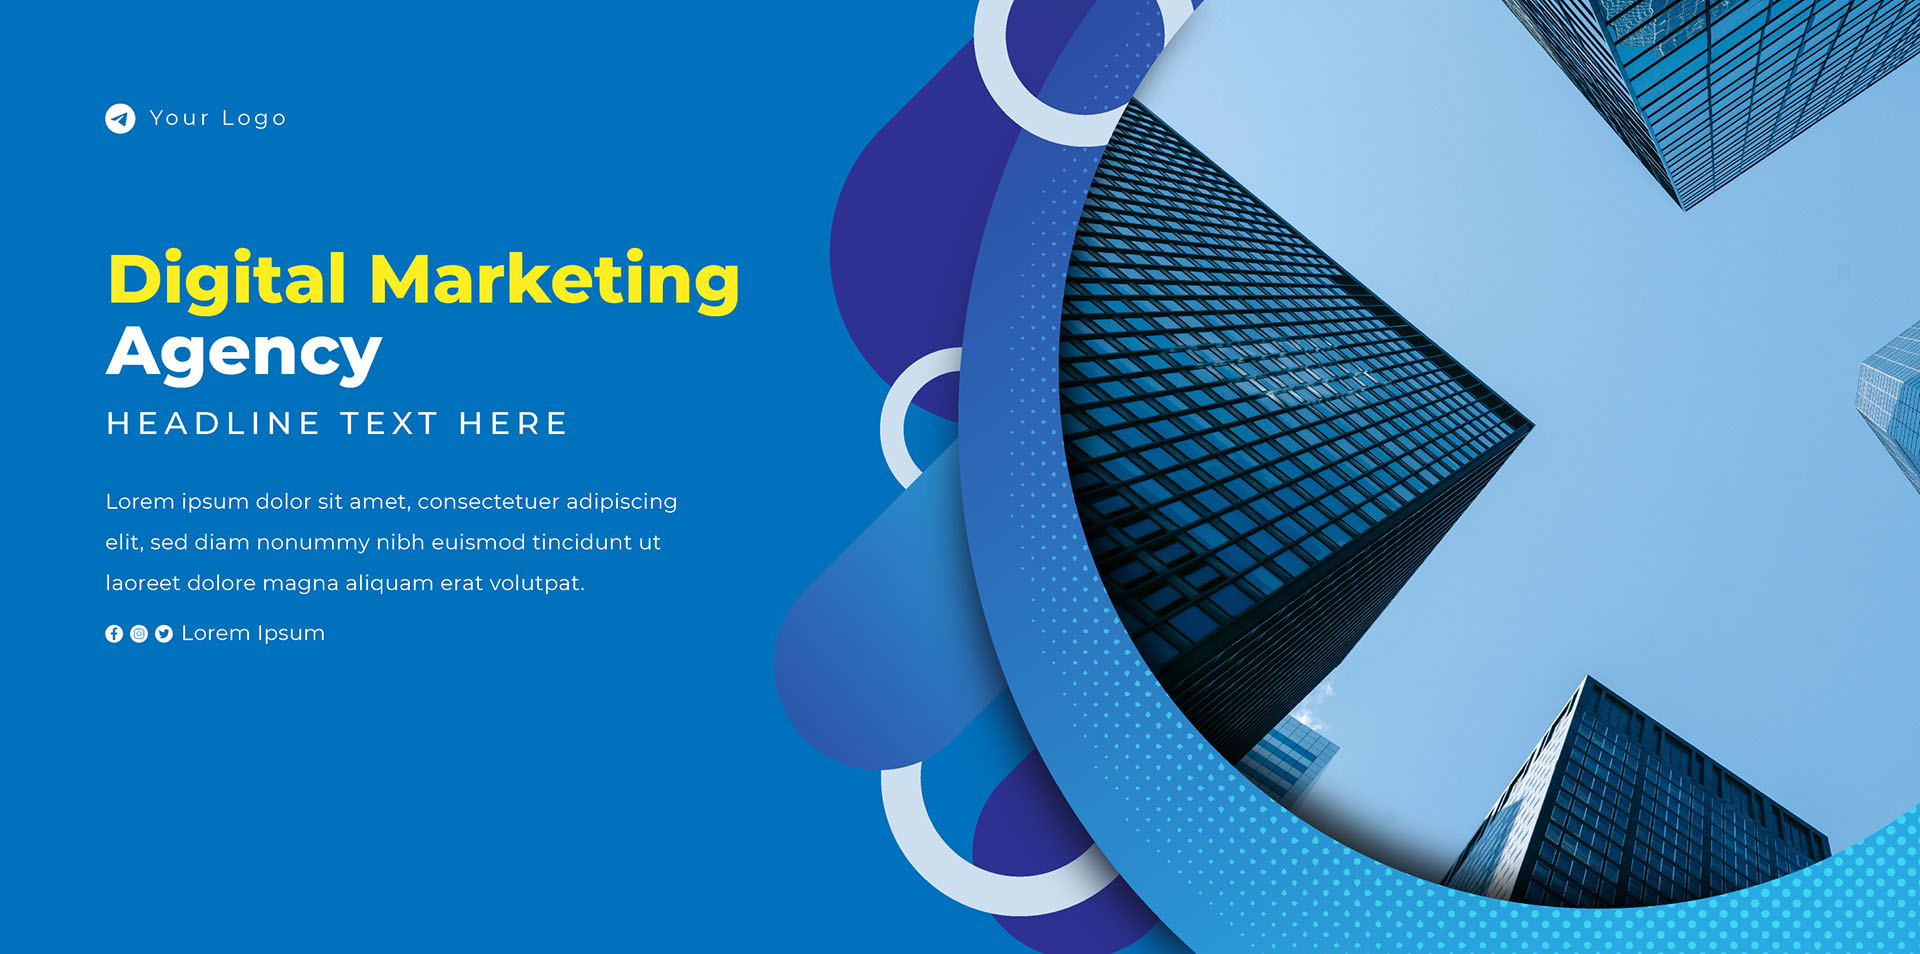 Your Logo
Digital Marketing
Agency
HEADLINE TEXT HERE
Lorem ipsum dolor sit amet, consectetuer adipiscing
elit, sed diam nonummy nibh euismod tincidunt ut
laoreet dolore magna aliquam erat volutpat.
Lorem Ipsum